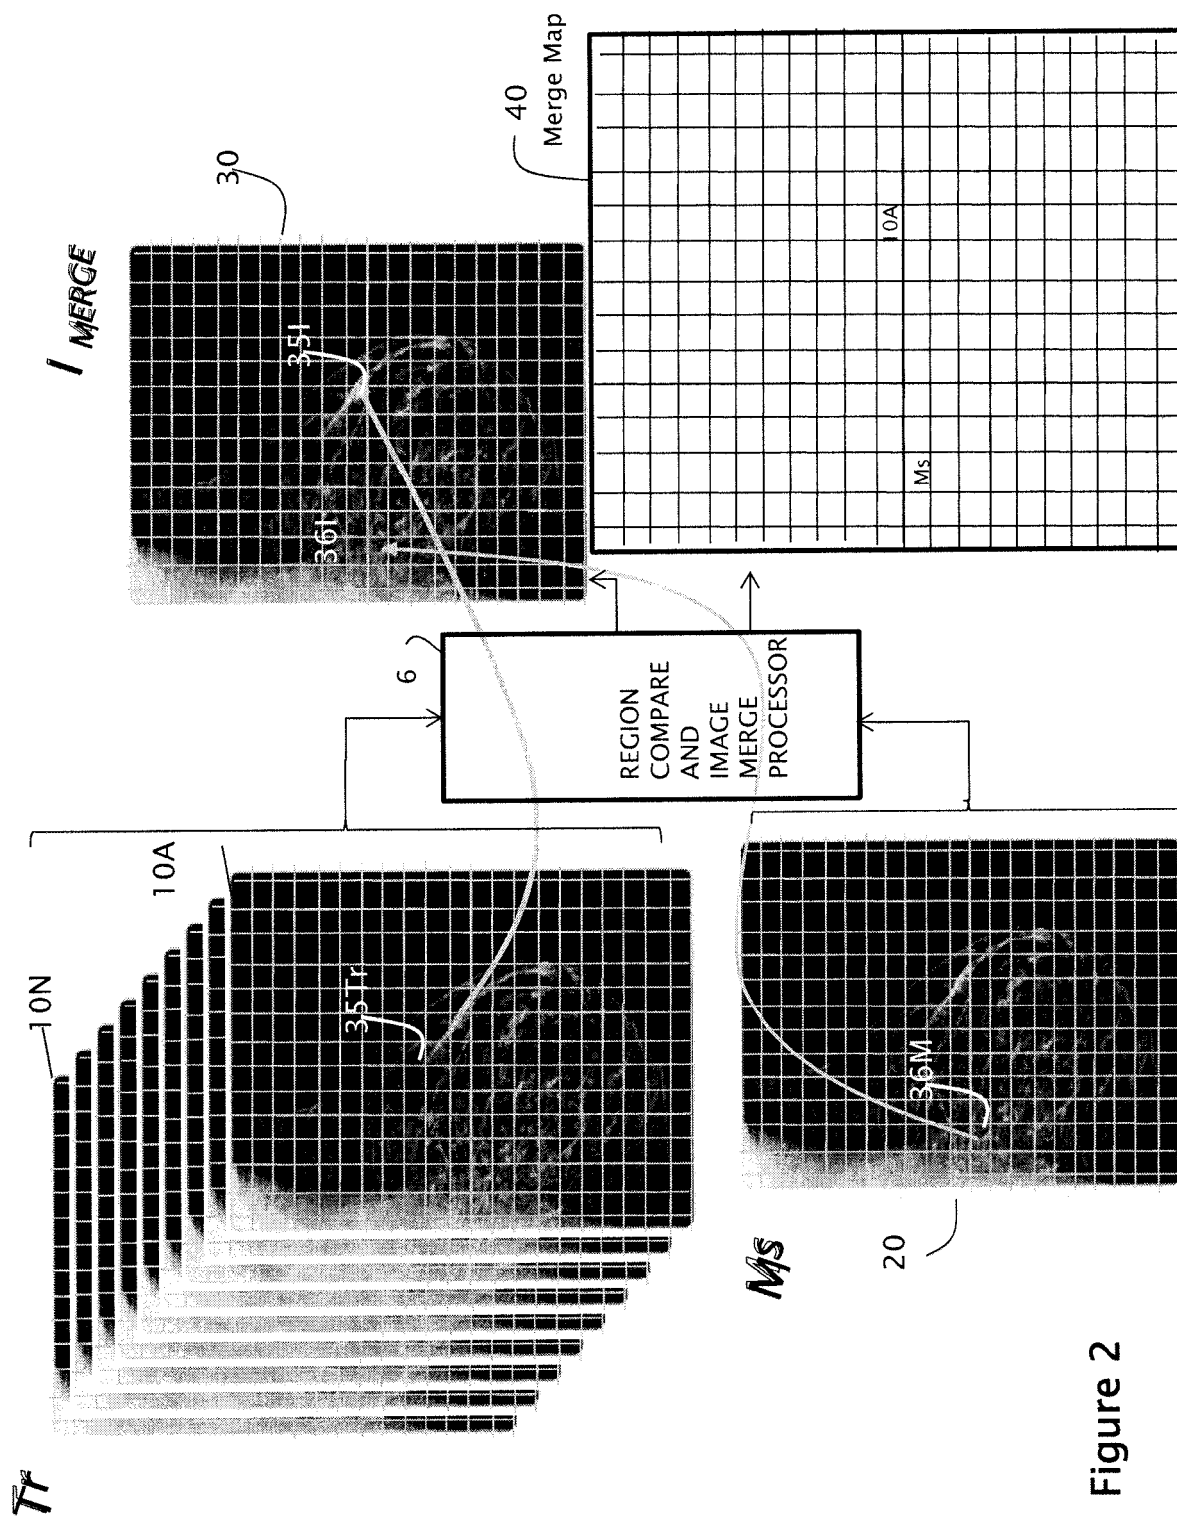 Tr
10N
10A
35Tr
Ms
20
36M
6
REGION
COMPARE
AND
IMAGE
MERGE
PROCESSOR
I MERGE
30
35I
36I
40
Merge Map
10A
Ms
Figure 2